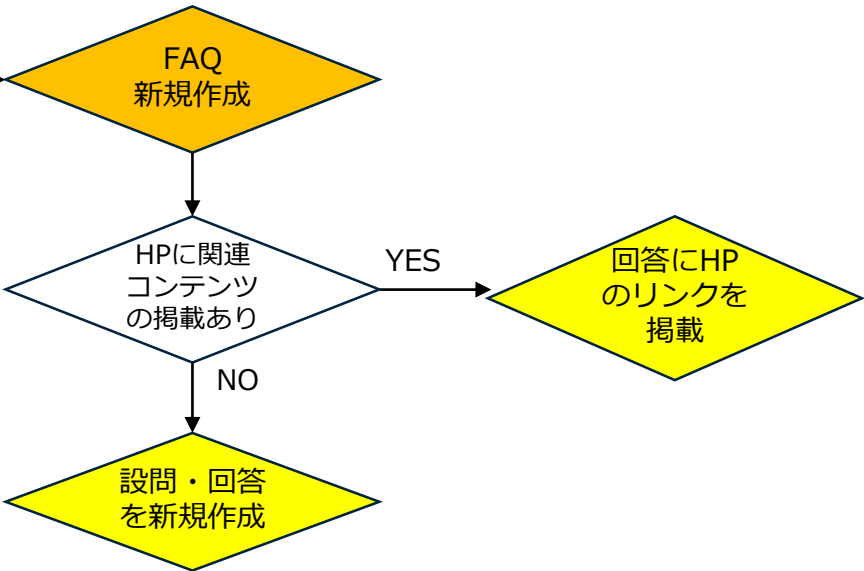 FAQ
新規作成
HPに関連
コンテンツ
の掲載あり
YES
回答にHP
のリンクを
掲載
NO
設問・回答
を新規作成